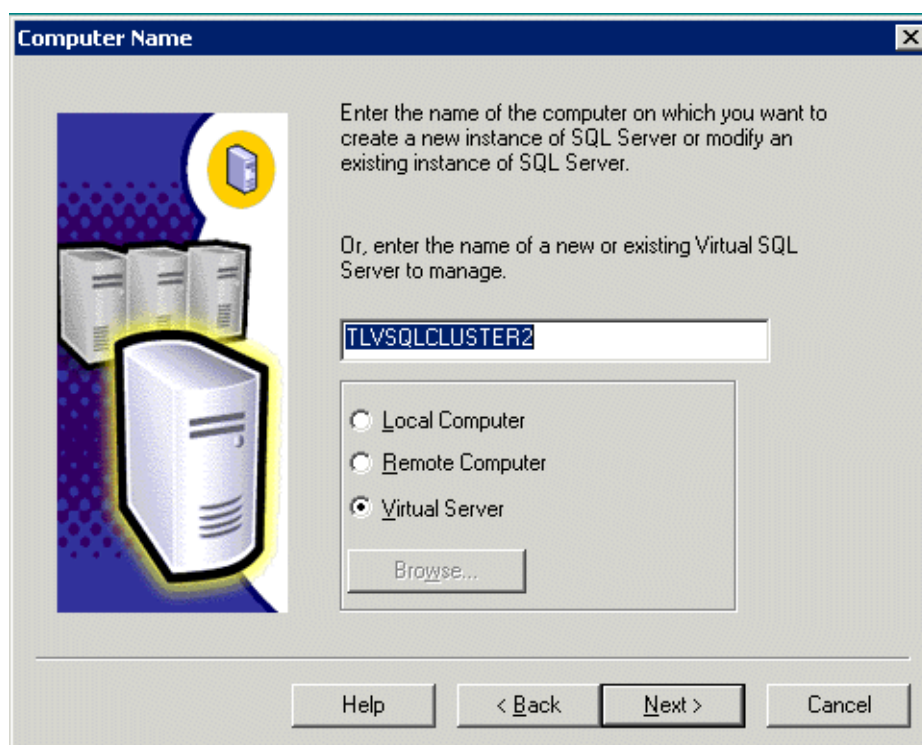 Computer Name
Enter the name of the computer on which you want to
create a new instance of SQL Server or modify an
existing instance of SQL Server.
Or, enter the name of a new or existing Virtual SQL
Server to manage.
TLVSQLCLUSTER2
Local Computer
Remote Computer
Virtual Server
Browse...
Help
< Back
Next >
Cancel